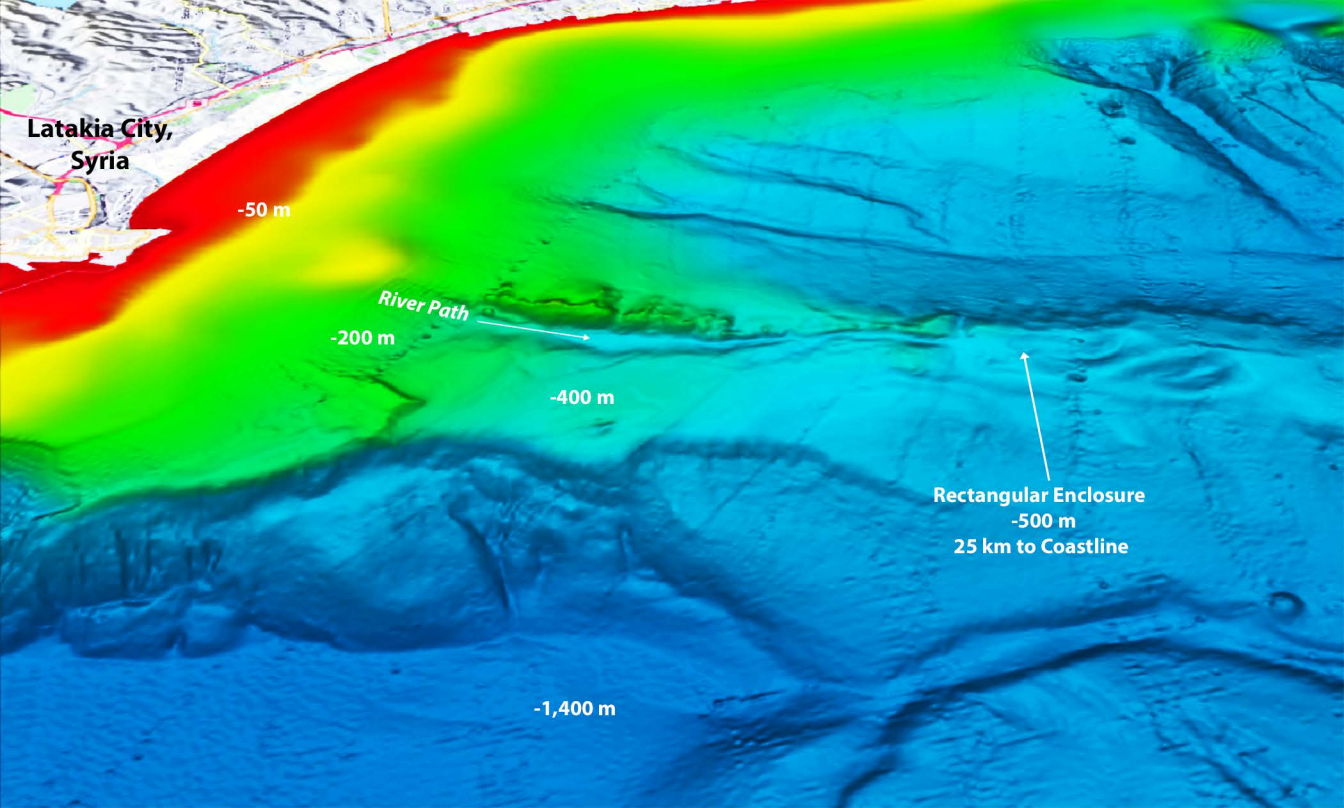 Latakia City,
Syria
-50 m
River Path
-200 m
-400 m
Rectangular Enclosure
-500 m
25 km to Coastline
-1,400 m